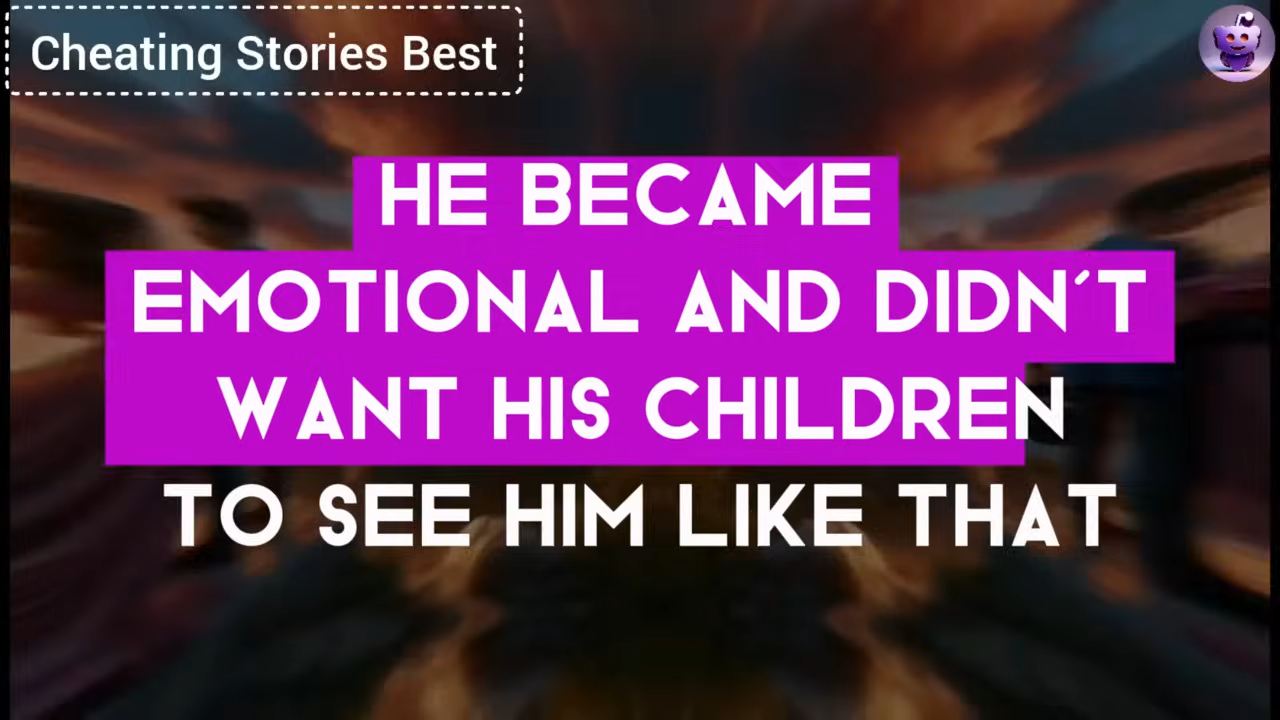 Cheating Stories Best
HE BECAME
EMOTIONAL AND DIDN´T
WANT HIS CHILDREN
TO SEE HIM LIKE THAT